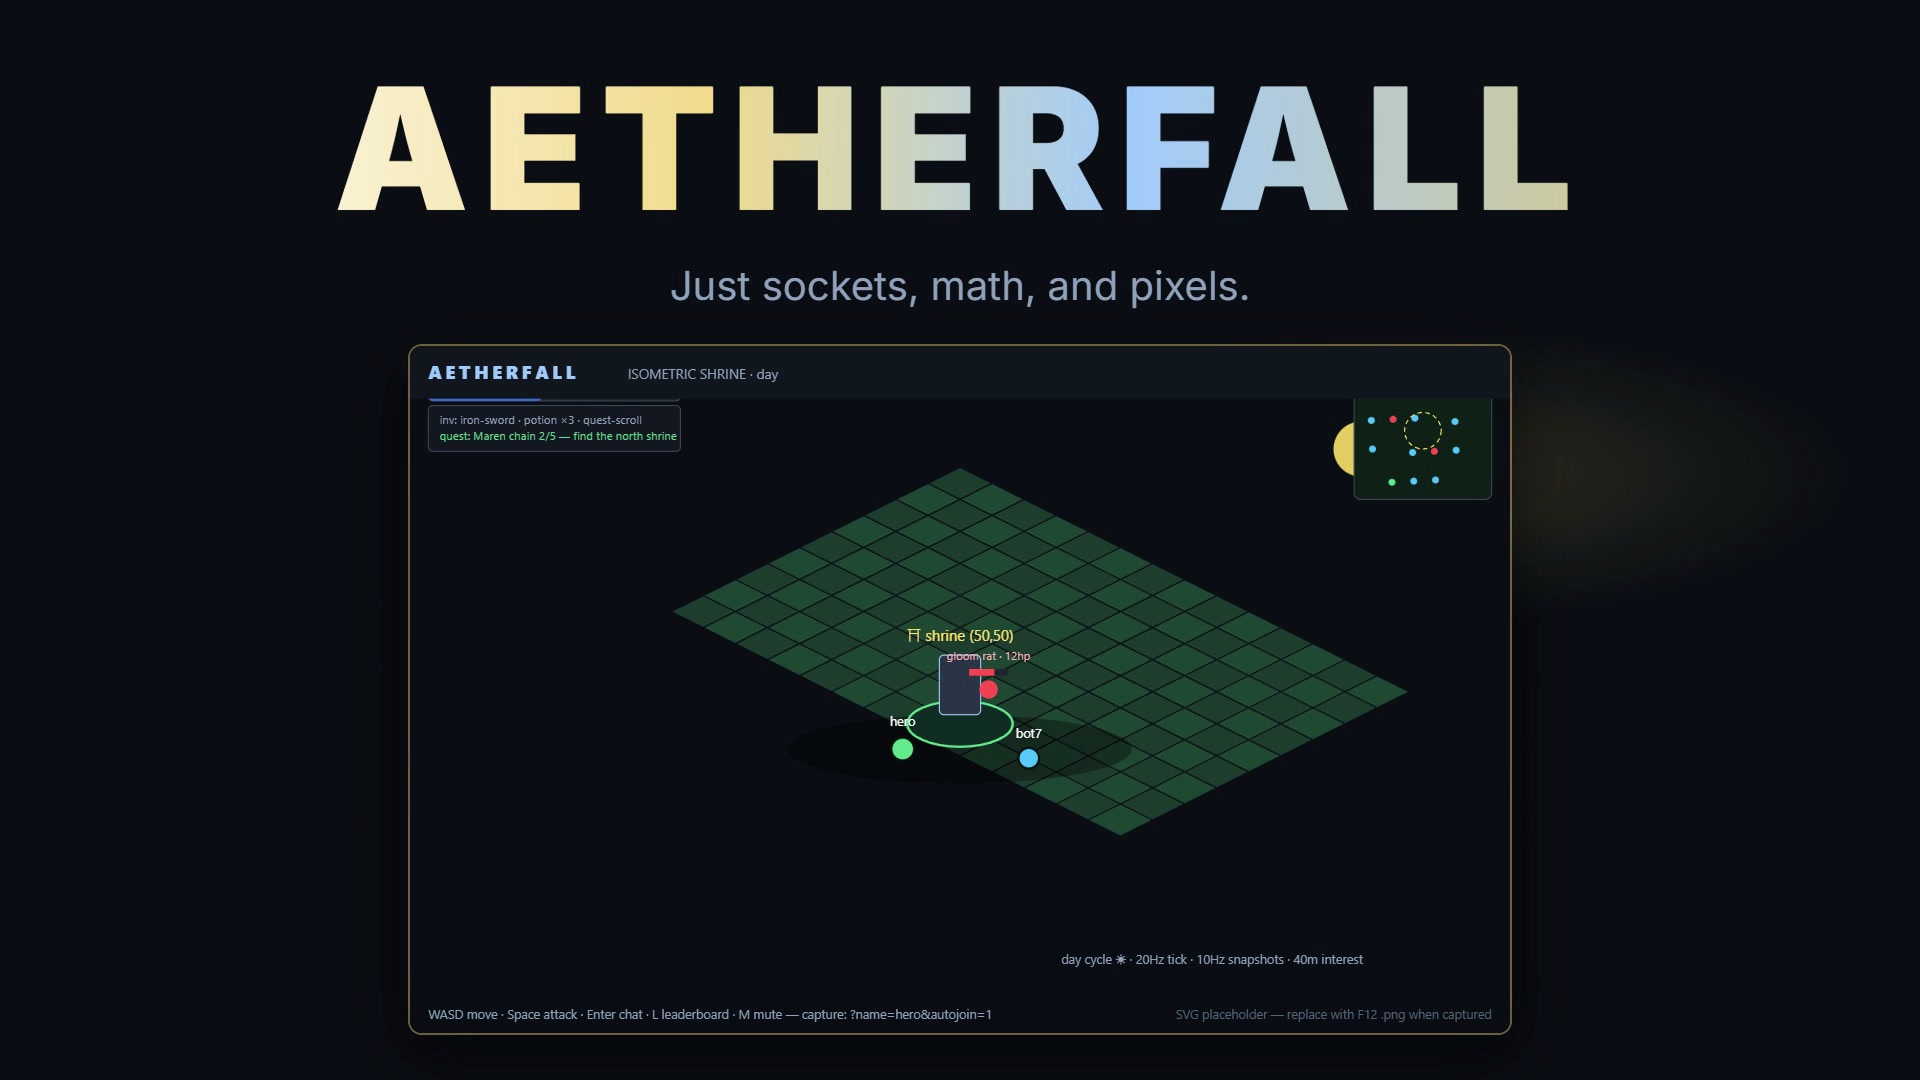 AETHERFALL
Just sockets, math, and pixels.
AETHERFALL
ISOMETRIC SHRINE · day
inv: iron-sword · potion ×3 · quest-scroll
quest: Maren chain 2/5 — find the north shrine
⛩ shrine (50,50)
gloom rat · 12hp
hero
bot7
day cycle ☀ · 20Hz tick · 10Hz snapshots · 40m interest
WASD move · Space attack · Enter chat · L leaderboard · M mute — capture: ?name=hero&autojoin=1
SVG placeholder — replace with F12 .png when captured